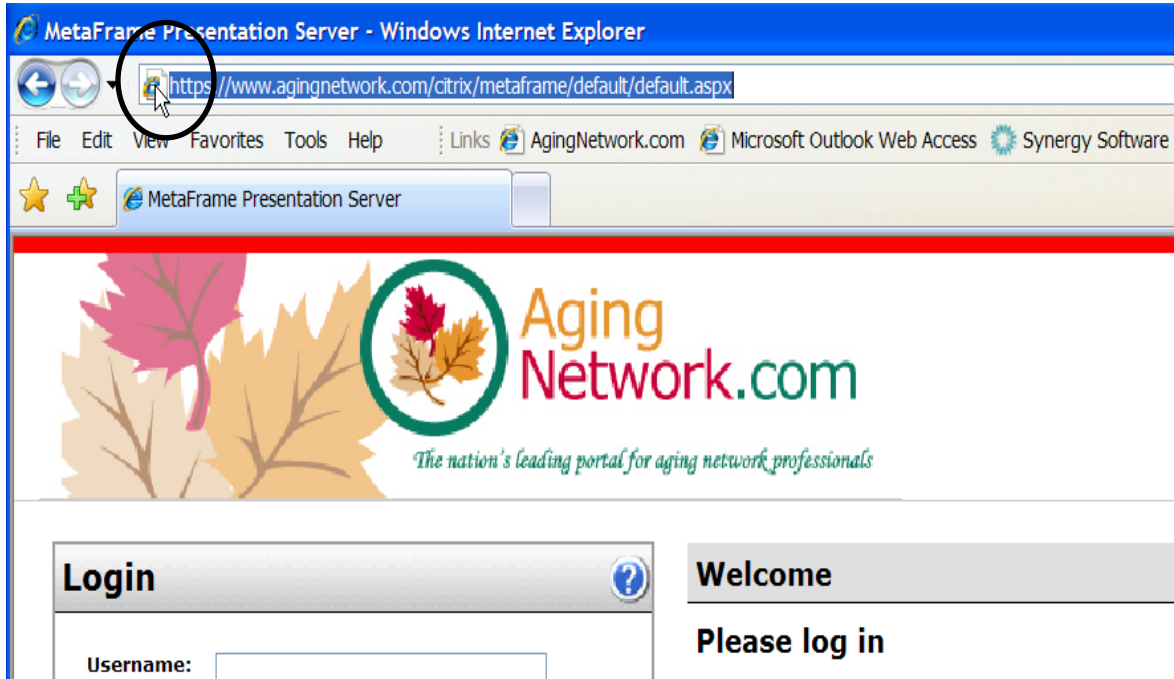 MetaFrame Presentation Server - Windows Internet Explorer
https://www.agingnetwork.com/citrix/metaframe/default/default.aspx
File Edit View Favorites Tools Help Links AgingNetwork.com Microsoft Outlook Web Access Synergy Software
MetaFrame Presentation Server
Aging
Network.com
The nation's leading portal for aging network professionals
Login ?
Welcome
Please log in
Username: